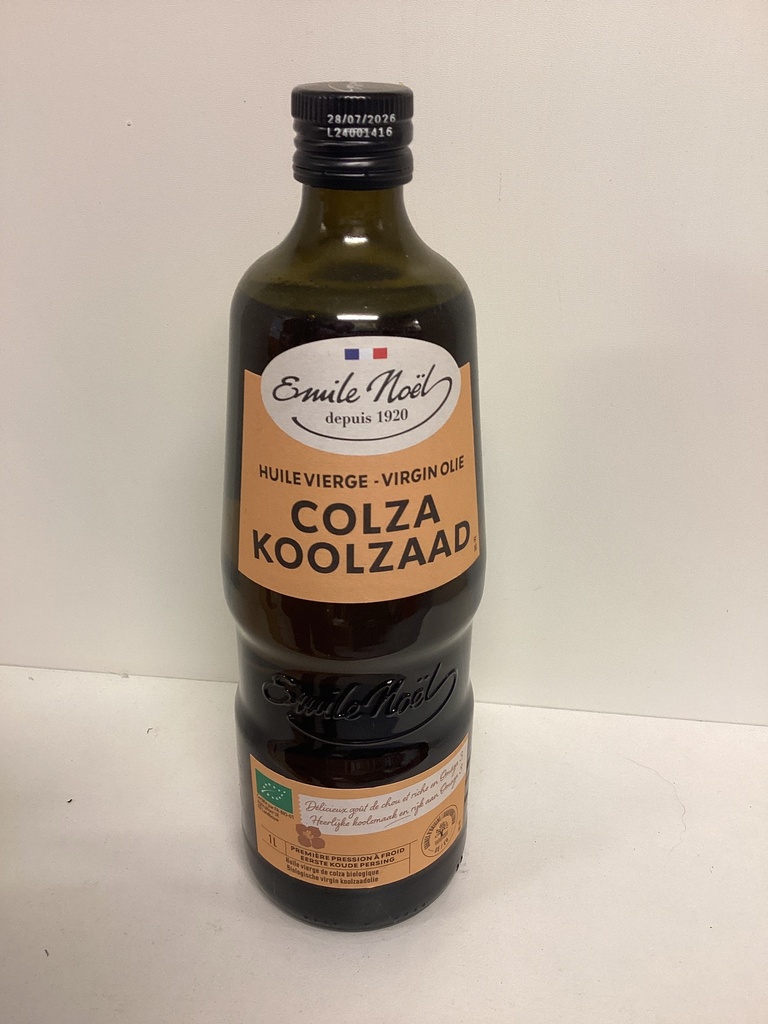 28/07/2026
L24001416
Emile Noël
depuis 1920
HUILE VIERGE - VIRGIN OLIE
COLZA
KOOLZAAD
Emile Noël
Délicieux goût de chou et riche en Oméga 3
Heerlijke koolsmaak en rijk aan Omega 3
1L
PREMIÈRE PRESSION À FROID
EERSTE KOUDE PERSING
Huile vierge de colza biologique
Biologische virgin koolzaadolie